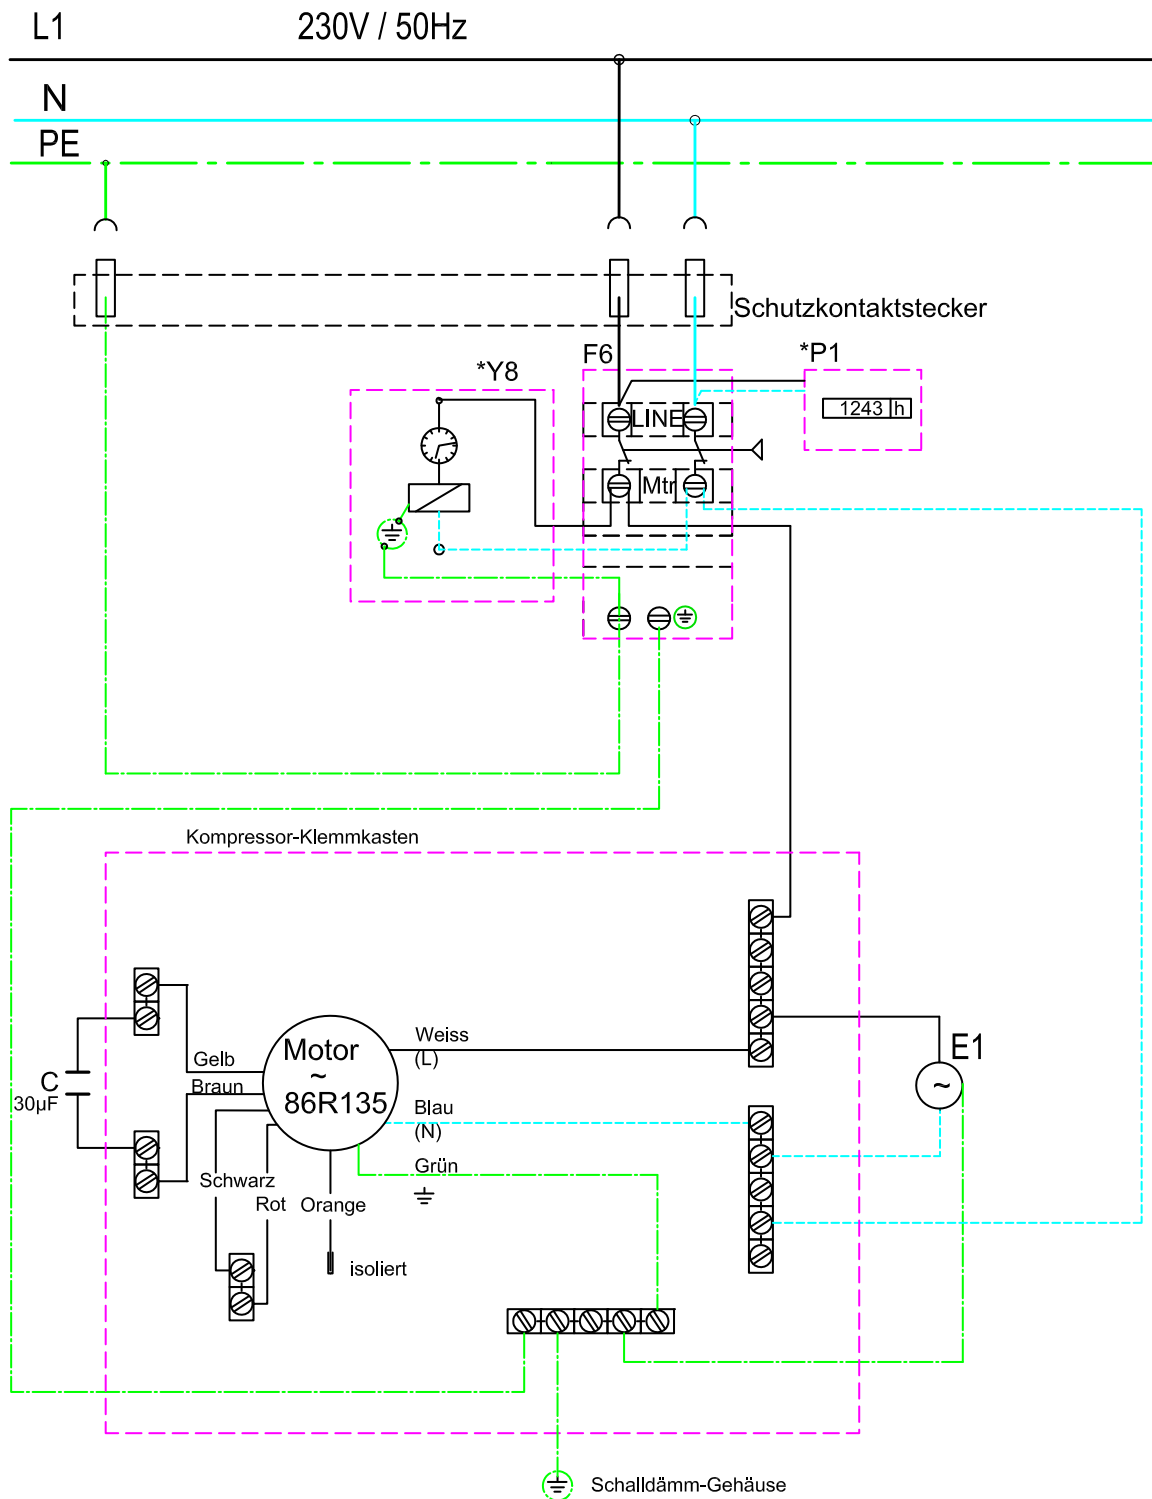 L1 230V / 50Hz
N
PE
Schutzkontaktstecker
F6
*P1
*Y8
1243 h
LINE
Mtr
Kompressor-Klemmkasten
Weiss
(L)
Motor
~
86R135
Gelb
Braun
C
30µF
E1
~
Blau
(N)
Grün
Schwarz
Rot
Orange
isoliert
Schalldämm-Gehäuse